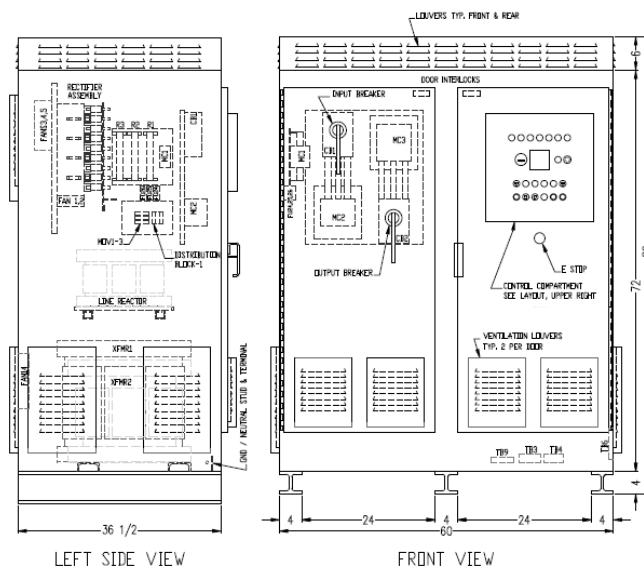 LOUVERS TYP. FRONT & REAR
6
DOOR INTERLOCKS
RECTIFIER
ASSEMBLY
FANS3,4,5
R3
R2
R1
MC1
CB1
FAN 1,2
MC2
MOV1-3
DISTRIBUTION
BLOCK-1
LINE REACTOR
XFMR1
XFMR2
FAN4
GND / NEUTRAL STUD & TERMINAL
36 1/2
LEFT SIDE VIEW
INPUT BREAKER
CB1
MC3
MC1
MC2
CB2
OUTPUT BREAKER
E STOP
CONTROL COMPARTMENT
SEE LAYOUT, UPPER RIGHT
VENTILATION LOUVERS
TYP. 2 PER DOOR
72
TB9
TB3
TB4
TB6
4
4
24
4
24
4
60
FRONT VIEW